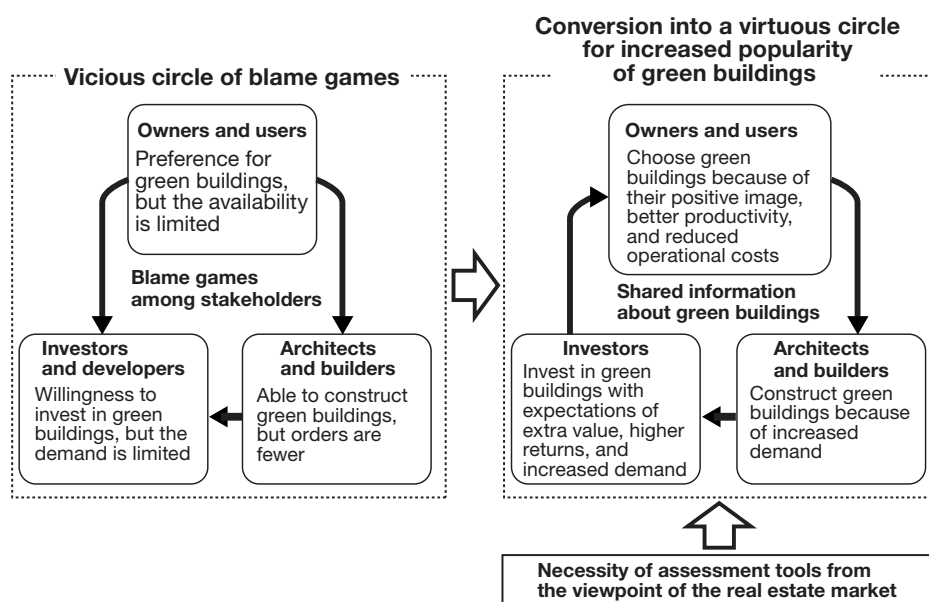 Vicious circle of blame games
Owners and users
Preference for
green buildings,
but the availability
is limited
Blame games
among stakeholders
Investors
and developers
Willingness to
invest in green
buildings, but the
demand is limited
Architects
and builders
Able to construct
green buildings,
but orders are
fewer
Conversion into a virtuous circle
for increased popularity
of green buildings
Owners and users
Choose green
buildings because of
their positive image,
better productivity,
and reduced
operational costs
Shared information
about green buildings
Investors
Invest in green
buildings with
expectations of
extra value, higher
returns, and
increased demand
Architects
and builders
Construct green
buildings because
of increased
demand
Necessity of assessment tools from
the viewpoint of the real estate market